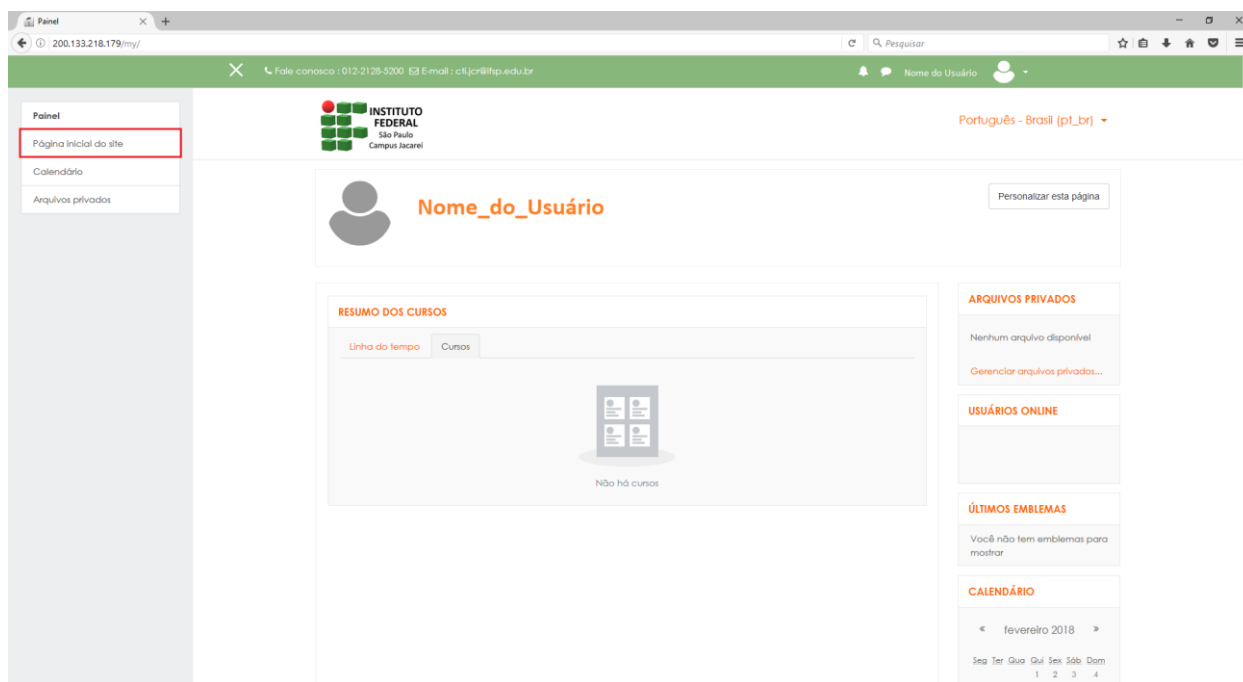 Painel
200.133.218.179/my/
Pesquisar
Fale conosco : 012-2128-5200 E-mail : cti.jcr@ifsp.edu.br
Nome do Usuário
Painel
Página inicial do site
Calendário
Arquivos privados
INSTITUTO
FEDERAL
São Paulo
Campus Jacareí
Português - Brasil (pt_br)
Nome_do_Usuário
Personalizar esta página
RESUMO DOS CURSOS
Linha do tempo Cursos
Não há cursos
ARQUIVOS PRIVADOS
Nenhum arquivo disponível
Gerenciar arquivos privados...
USUÁRIOS ONLINE
ÚLTIMOS EMBLEMAS
Você não tem emblemas para
mostrar
CALENDÁRIO
« fevereiro 2018 »
Seg Ter Qua Qui Sex Sáb Dom
1 2 3 4